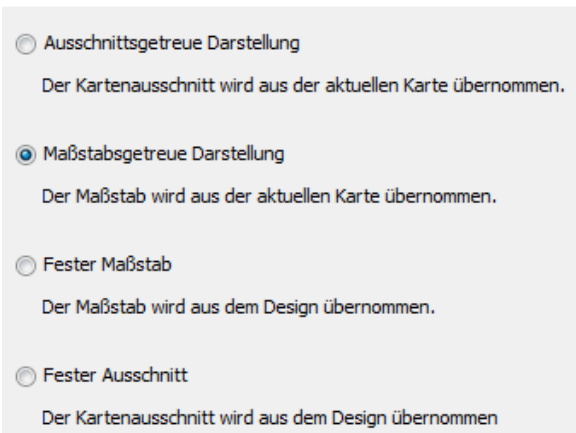 Ausschnittsgetreue Darstellung
Der Kartenausschnitt wird aus der aktuellen Karte übernommen.
Maßstabsgetreue Darstellung
Der Maßstab wird aus der aktuellen Karte übernommen.
Fester Maßstab
Der Maßstab wird aus dem Design übernommen.
Fester Ausschnitt
Der Kartenausschnitt wird aus dem Design übernommen